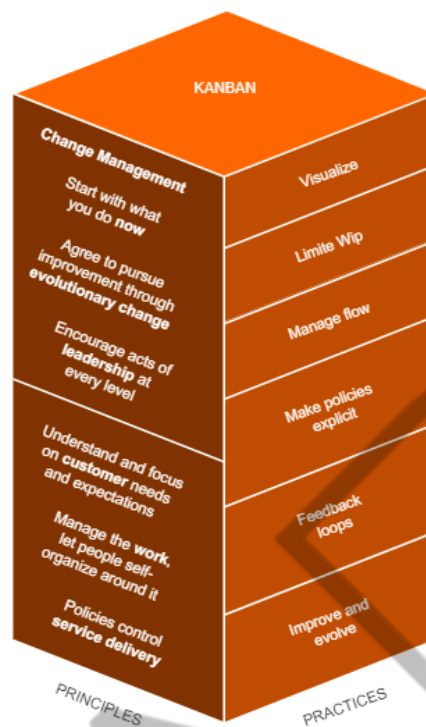 KANBAN
Change Management
Start with what
you do now
Agree to pursue
improvement through
evolutionary change
Encourage acts of
leadership at
every level
Understand and focus
on customer needs
and expectations
Manage the work,
let people self-
organize around it
Policies control
service delivery
PRINCIPLES
Visualize
Limite Wip
Manage flow
Make policies
explicit
Feedback
loops
Improve and
evolve
PRACTICES